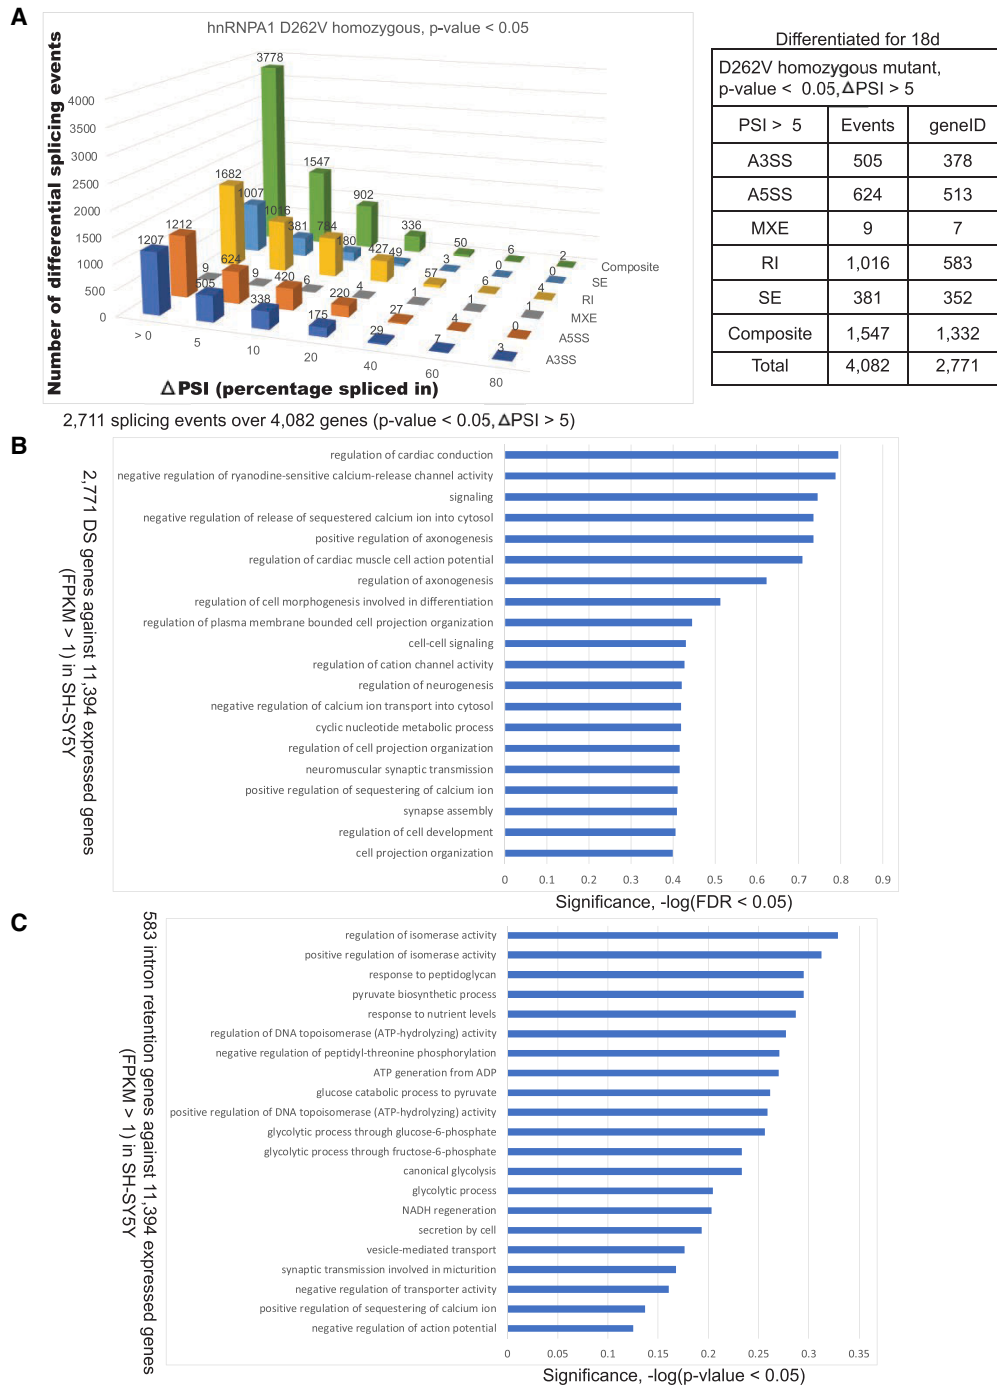 A
hnRNPA1 D262V homozygous, p-value < 0.05
Number of differential splicing events
4000
3500
3000
2500
2000
1500
1000
500
0
3778 1547 902 336 50 6 2
1007 381 180 49 3 0 0
1682 1016 784 427 57 6 4
9 9 6 4 1 1 1
1212 624 420 220 27 4 0
1207 505 338 175 29 7 3
> 0 5 10 20 40 60 80
Composite
SE
RI
MXE
A5SS
A3SS
△PSI (percentage spliced in)
2,711 splicing events over 4,082 genes (p-value < 0.05, △PSI > 5)
Differentiated for 18d
D262V homozygous mutant,
p-value < 0.05, △PSI > 5
PSI > 5 Events geneID
A3SS 505 378
A5SS 624 513
MXE 9 7
RI 1,016 583
SE 381 352
Composite 1,547 1,332
Total 4,082 2,771
B
2,771 DS genes against 11,394 expressed genes
(FPKM > 1) in SH-SY5Y
regulation of cardiac conduction
negative regulation of ryanodine-sensitive calcium-release channel activity
signaling
negative regulation of release of sequestered calcium ion into cytosol
positive regulation of axonogenesis
regulation of cardiac muscle cell action potential
regulation of axonogenesis
regulation of cell morphogenesis involved in differentiation
regulation of plasma membrane bounded cell projection organization
cell-cell signaling
regulation of cation channel activity
regulation of neurogenesis
negative regulation of calcium ion transport into cytosol
cyclic nucleotide metabolic process
regulation of cell projection organization
neuromuscular synaptic transmission
positive regulation of sequestering of calcium ion
synapse assembly
regulation of cell development
cell projection organization
0 0.1 0.2 0.3 0.4 0.5 0.6 0.7 0.8 0.9
Significance, -log(FDR < 0.05)
C
583 intron retention genes against 11,394 expressed genes
(FPKM > 1) in SH-SY5Y
regulation of isomerase activity
positive regulation of isomerase activity
response to peptidoglycan
pyruvate biosynthetic process
response to nutrient levels
regulation of DNA topoisomerase (ATP-hydrolyzing) activity
negative regulation of peptidyl-threonine phosphorylation
ATP generation from ADP
glucose catabolic process to pyruvate
positive regulation of DNA topoisomerase (ATP-hydrolyzing) activity
glycolytic process through glucose-6-phosphate
glycolytic process through fructose-6-phosphate
canonical glycolysis
glycolytic process
NADH regeneration
secretion by cell
vesicle-mediated transport
synaptic transmission involved in micturition
negative regulation of transporter activity
positive regulation of sequestering of calcium ion
negative regulation of action potential
0 0.05 0.1 0.15 0.2 0.25 0.3 0.35
Significance, -log(p-vlalue < 0.05)